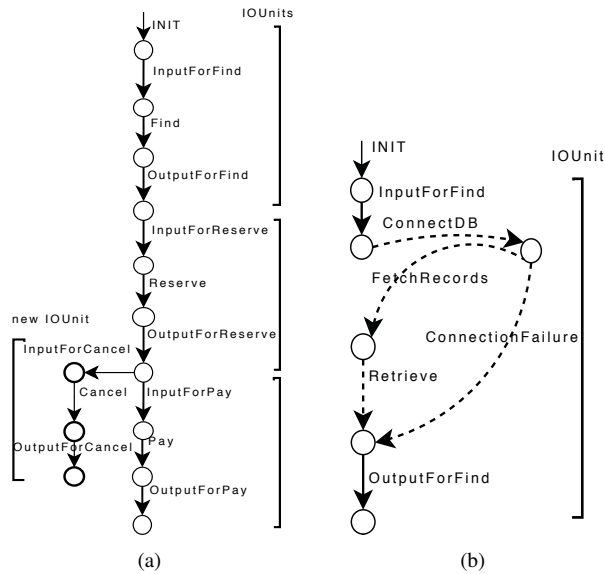 INIT
IOUnits
InputForFind
Find
OutputForFind
InputForReserve
Reserve
OutputForReserve
new IOUnit
InputForCancel
Cancel
OutputForCancel
InputForPay
Pay
OutputForPay
(a)
INIT
IOUnit
InputForFind
ConnectDB
FetchRecords
ConnectionFailure
Retrieve
OutputForFind
(b)